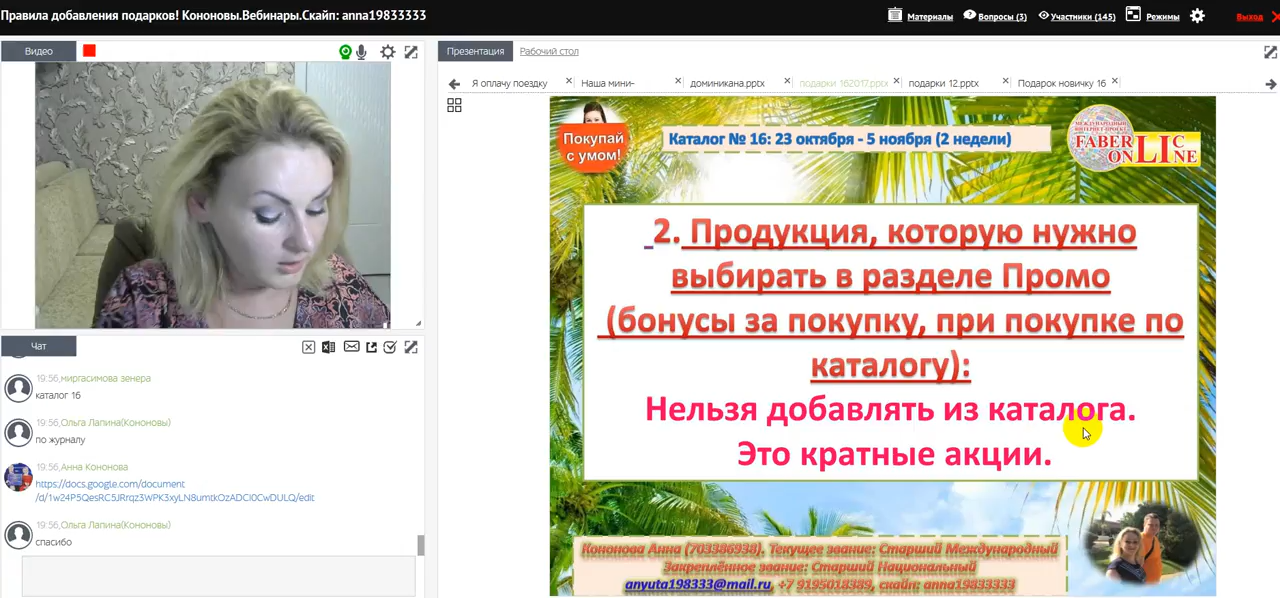 Правила добавления подарков! Кононовы.Вебинары.Скайп: anna19833333
Материалы Вопросы (3) Участники (145) Режимы Выход
Видео
Презентация Рабочий стол
Я оплачу поездку Наша мини- доминикана.pptx подарки 162017.pptx подарки 12.pptx Подарок новичку 16
Покупай
с умом!
Каталог № 16: 23 октября - 5 ноября (2 недели)
МЕЖДУНАРОДНЫЙ
ИНТЕРНЕТ-ПРОЕКТ
FABERLIC
ONLINE
2. Продукция, которую нужно
выбирать в разделе Промо
(бонусы за покупку, при покупке по
каталогу):
Нельзя добавлять из каталога.
Это кратные акции.
Чат
19:56,миргасимова зенера
каталог 16
19:56,Ольга Лапина(Кононовы)
по журналу
19:56,Анна Кононова
https://docs.google.com/document
/d/1w24P5QesRC5JRrqz3WPK3xyLN8umtkOzADCl0CwDULQ/edit
19:56,Ольга Лапина(Кононовы)
спасибо
Кононова Анна (703386938). Текущее звание: Старший Международный
Закреплённое звание: Старший Национальный
anyuta198333@mail.ru, +7 9195018389, скайп: anna19833333